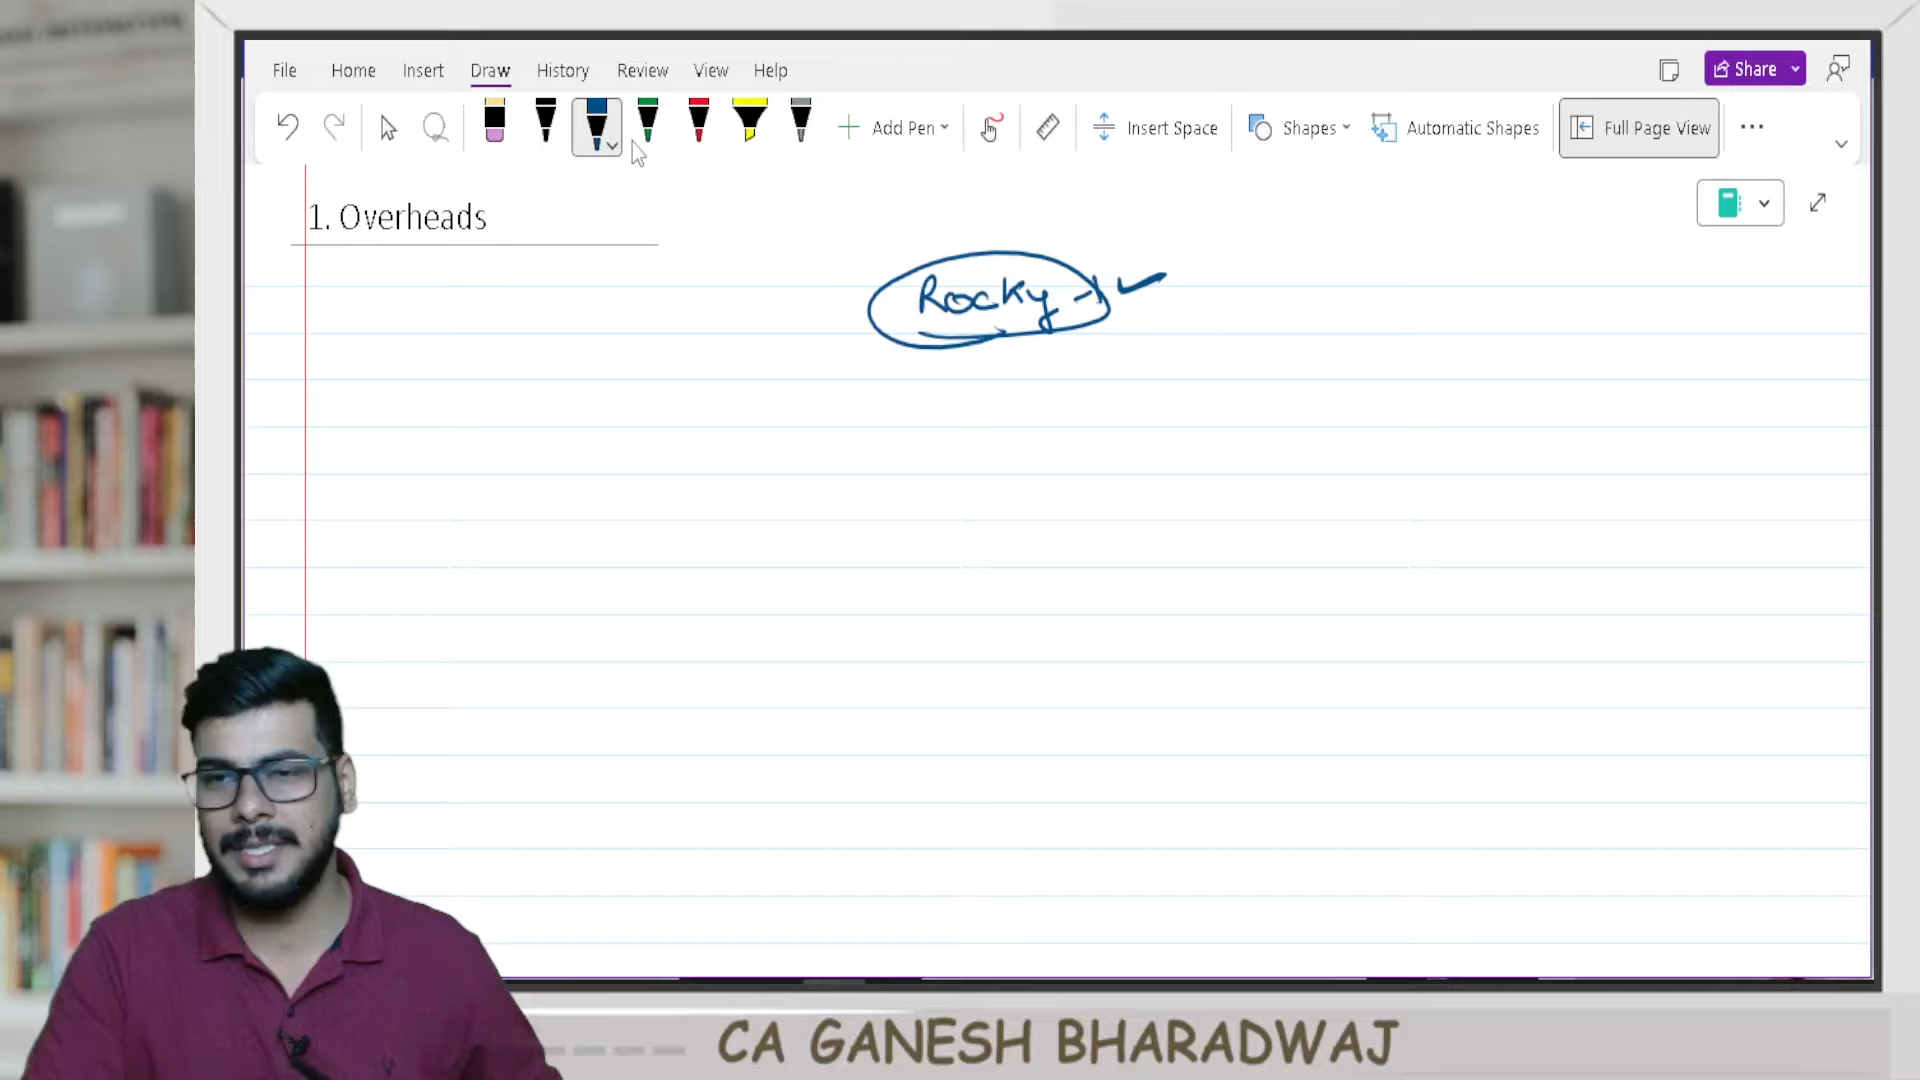 File Home Insert Draw History Review View Help Share
Add Pen Insert Space Shapes Automatic Shapes Full Page View
1. Overheads
Rocky
CA GANESH BHARADWAJ